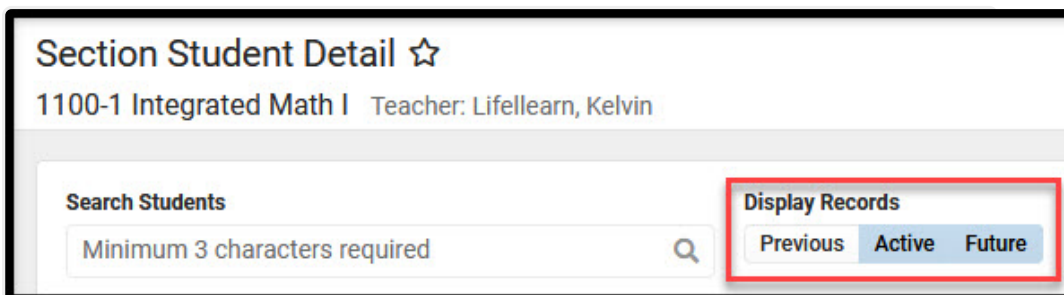 Section Student Detail
1100-1 Integrated Math I Teacher: Lifellearn, Kelvin
Search Students
Minimum 3 characters required
Display Records
Previous Active Future